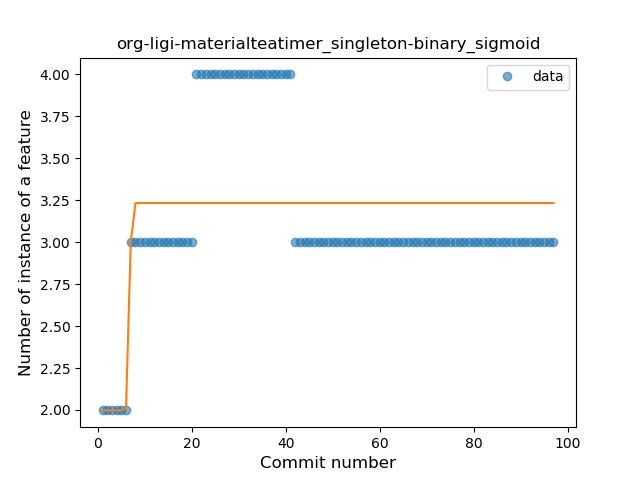 org-ligi-materialteatimer_singleton-binary_sigmoid
data
4.00
3.75
3.50
3.25
3.00
2.75
2.50
2.25
2.00
Number of instance of a feature
0 20 40 60 80 100
Commit number